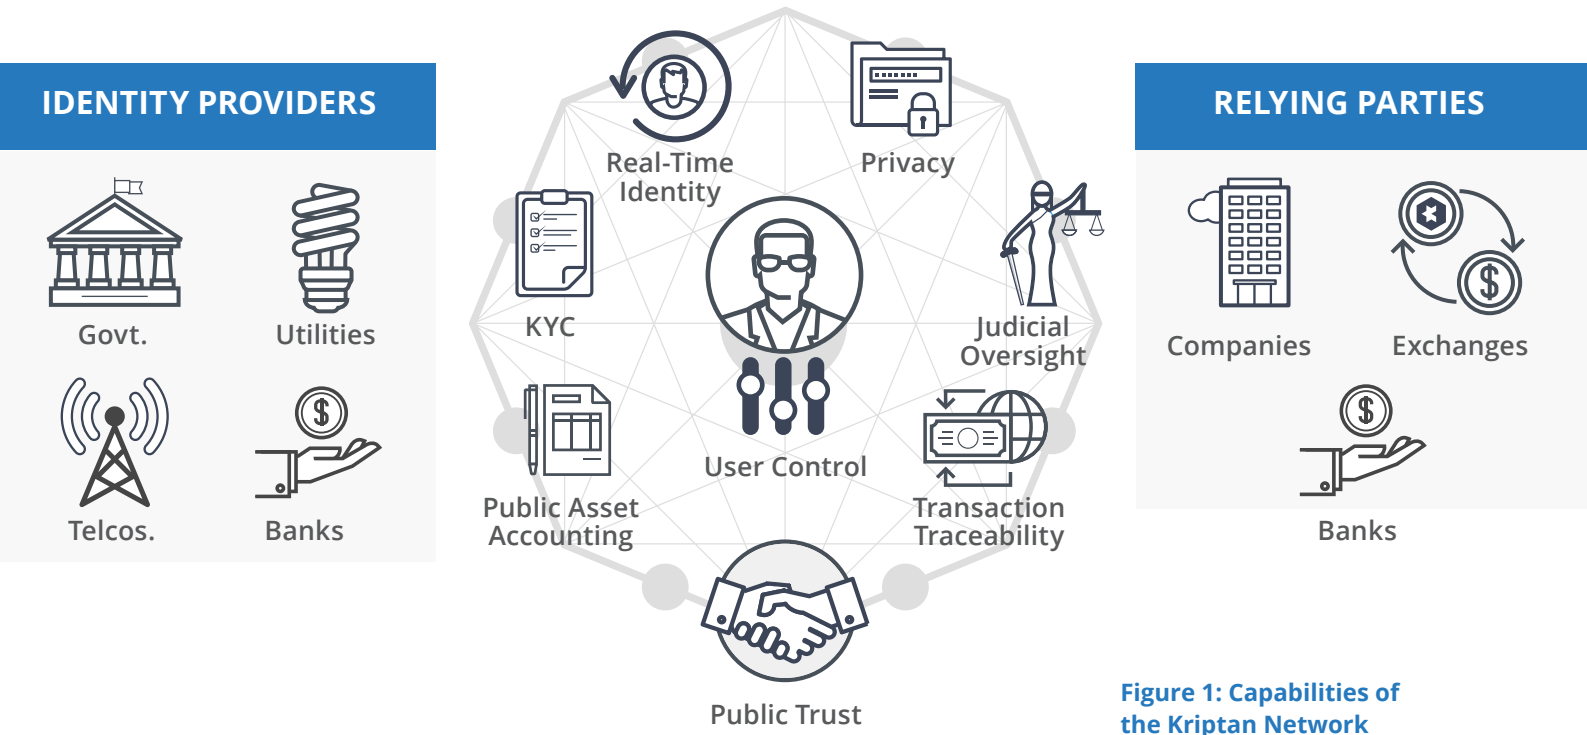 IDENTITY PROVIDERS
Govt.
Utilities
Telcos.
Banks
Real-Time
Identity
Privacy
KYC
Judicial
Oversight
User Control
Public Asset
Accounting
Transaction
Traceability
Public Trust
RELYING PARTIES
Companies
Exchanges
Banks
Figure 1: Capabilities of
the Kriptan Network